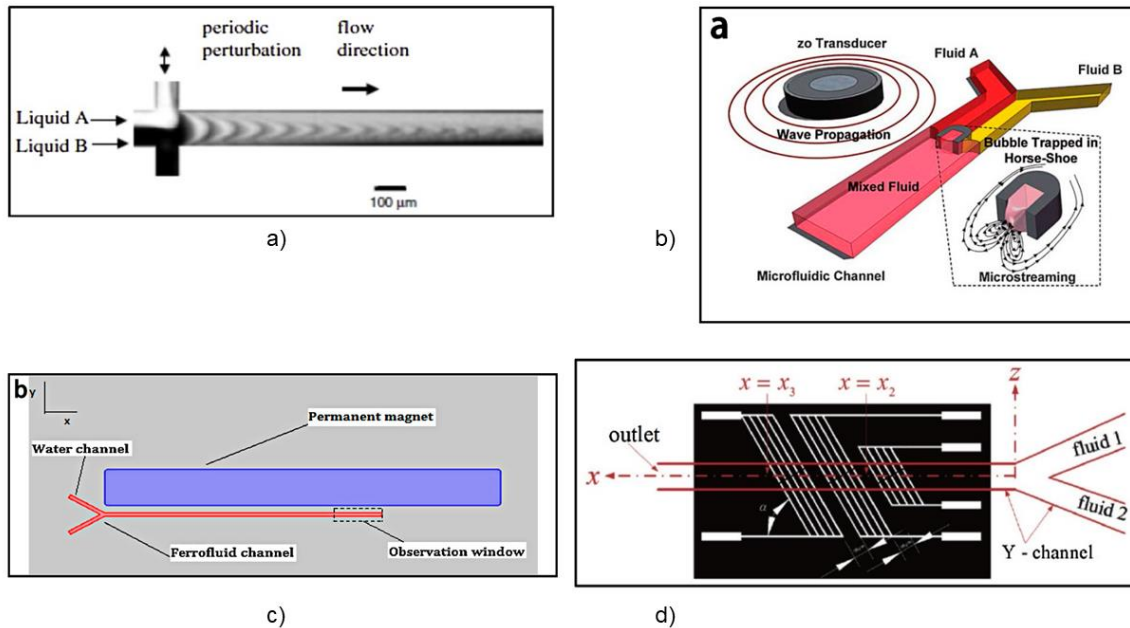 periodic
perturbation
flow
direction
Liquid A
Liquid B
100 µm
a)
a
zo Transducer
Fluid A
Fluid B
Wave Propagation
Bubble Trapped in
Horse-Shoe
Mixed Fluid
Microfluidic Channel
Microstreaming
b)
b
y
x
Permanent magnet
Water channel
Ferrofluid channel
Observation window
c)
x = x3
x = x2
z
outlet
fluid 1
x
fluid 2
α
Y - channel
d)